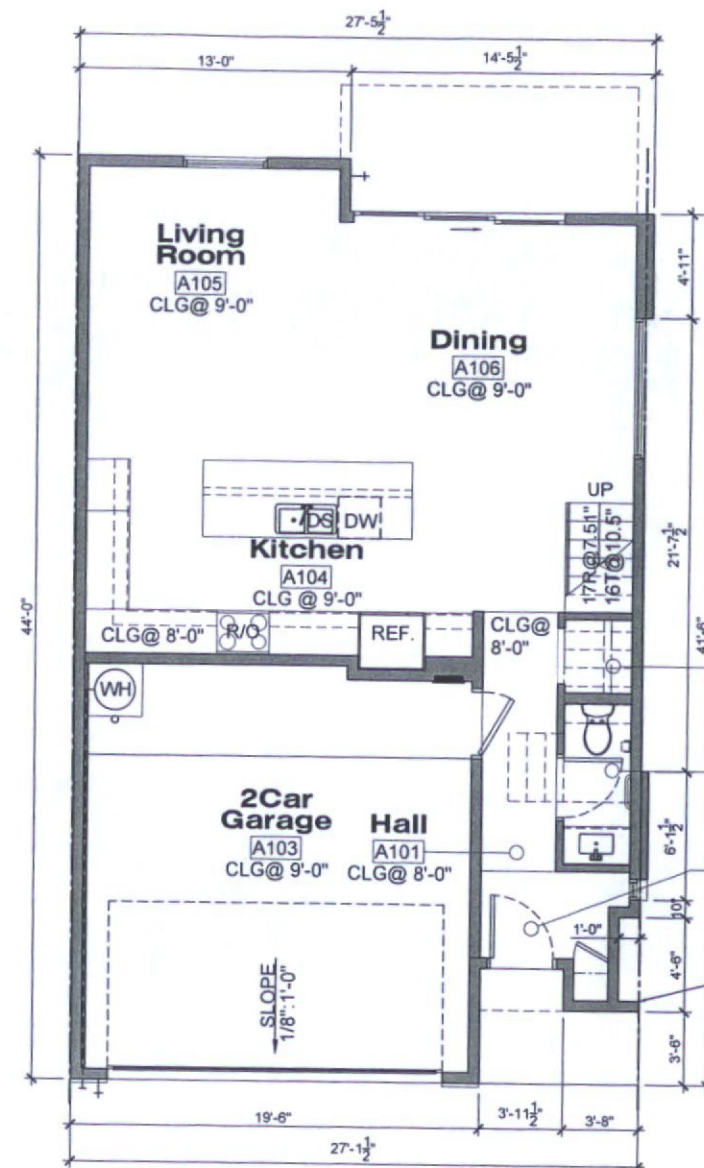 27'-5½"
13'-0"
14'-5½"
Living
Room
A105
CLG@ 9'-0"
4'-11"
Dining
A106
CLG@ 9'-0"
UP
17R@7.51"
16T@10.5"
DS
DW
Kitchen
A104
CLG @ 9'-0"
21'-7½"
44'-0"
41'-6"
CLG@ 8'-0"
R/O
REF.
CLG@
8'-0"
WH
2Car
Garage
A103
CLG@ 9'-0"
Hall
A101
CLG@ 8'-0"
6'-1½"
10"
1'-0"
4'-6"
SLOPE
1/8":1'-0"
3'-6"
19'-6"
3'-11½"
3'-8"
27'-1½"